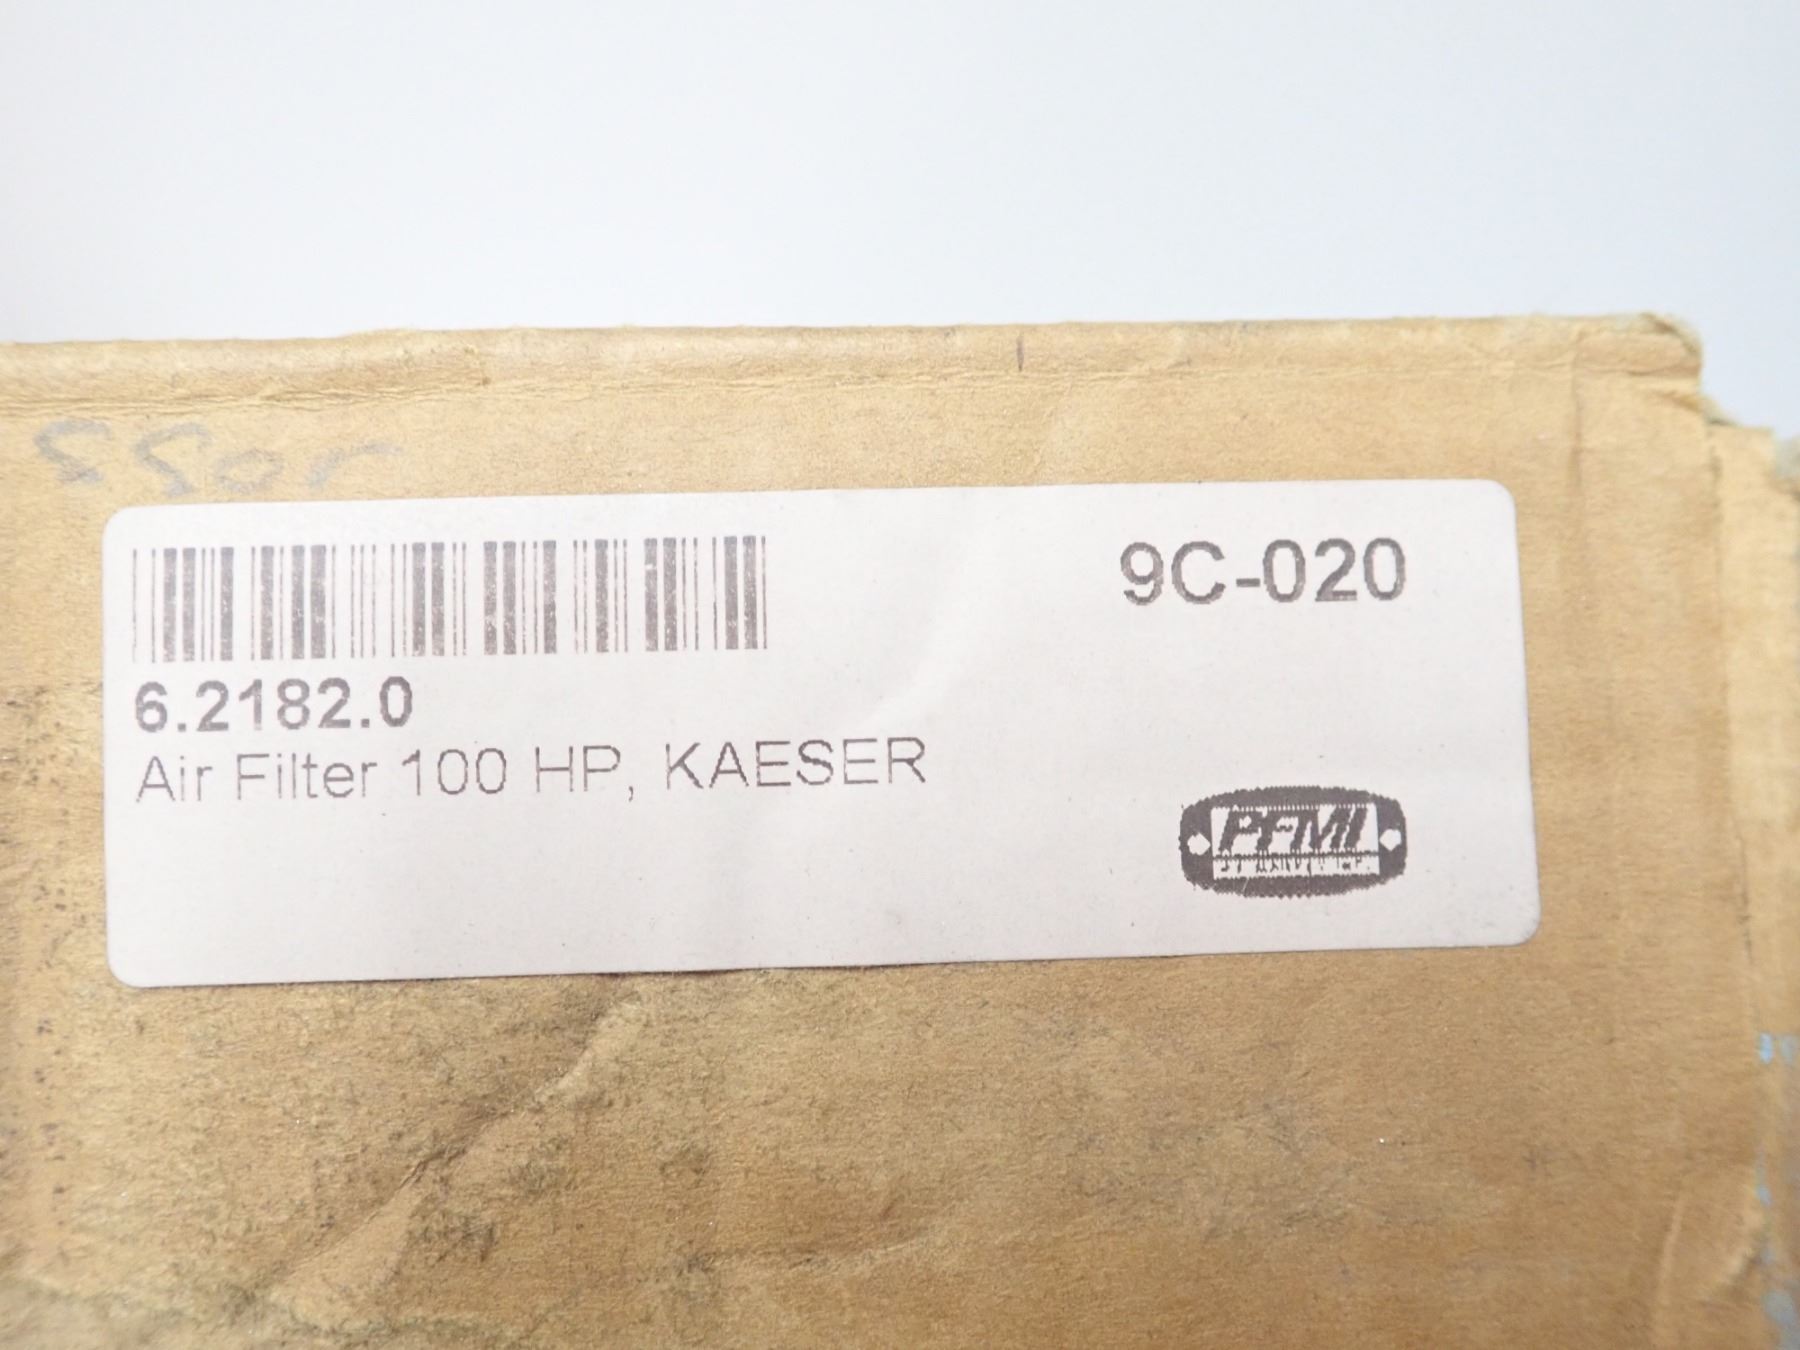 9C-020
6.2182.0
Air Filter 100 HP, KAESER
PFMI